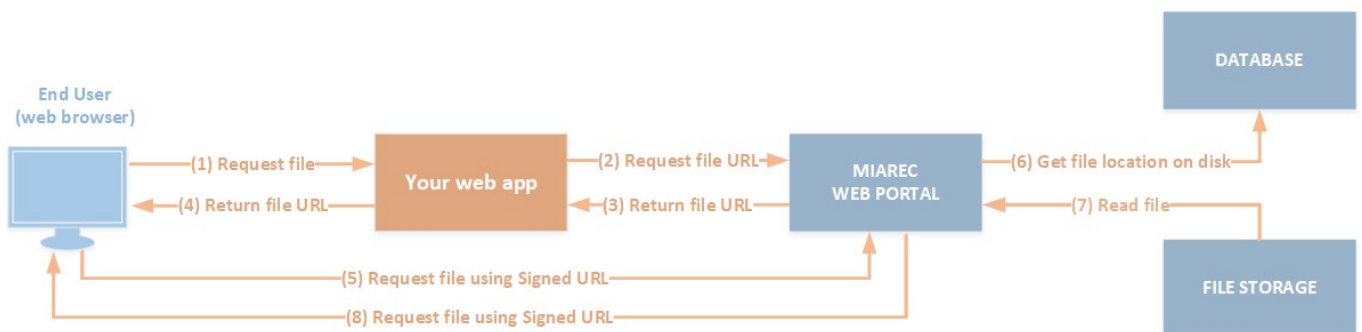 DATABASE
End User
(web browser)
(1) Request file
(2) Request file URL
(6) Get file location on disk
Your web app
MIAREC
WEB PORTAL
(4) Return file URL
(3) Return file URL
(7) Read file
(5) Request file using Signed URL
FILE STORAGE
(8) Request file using Signed URL